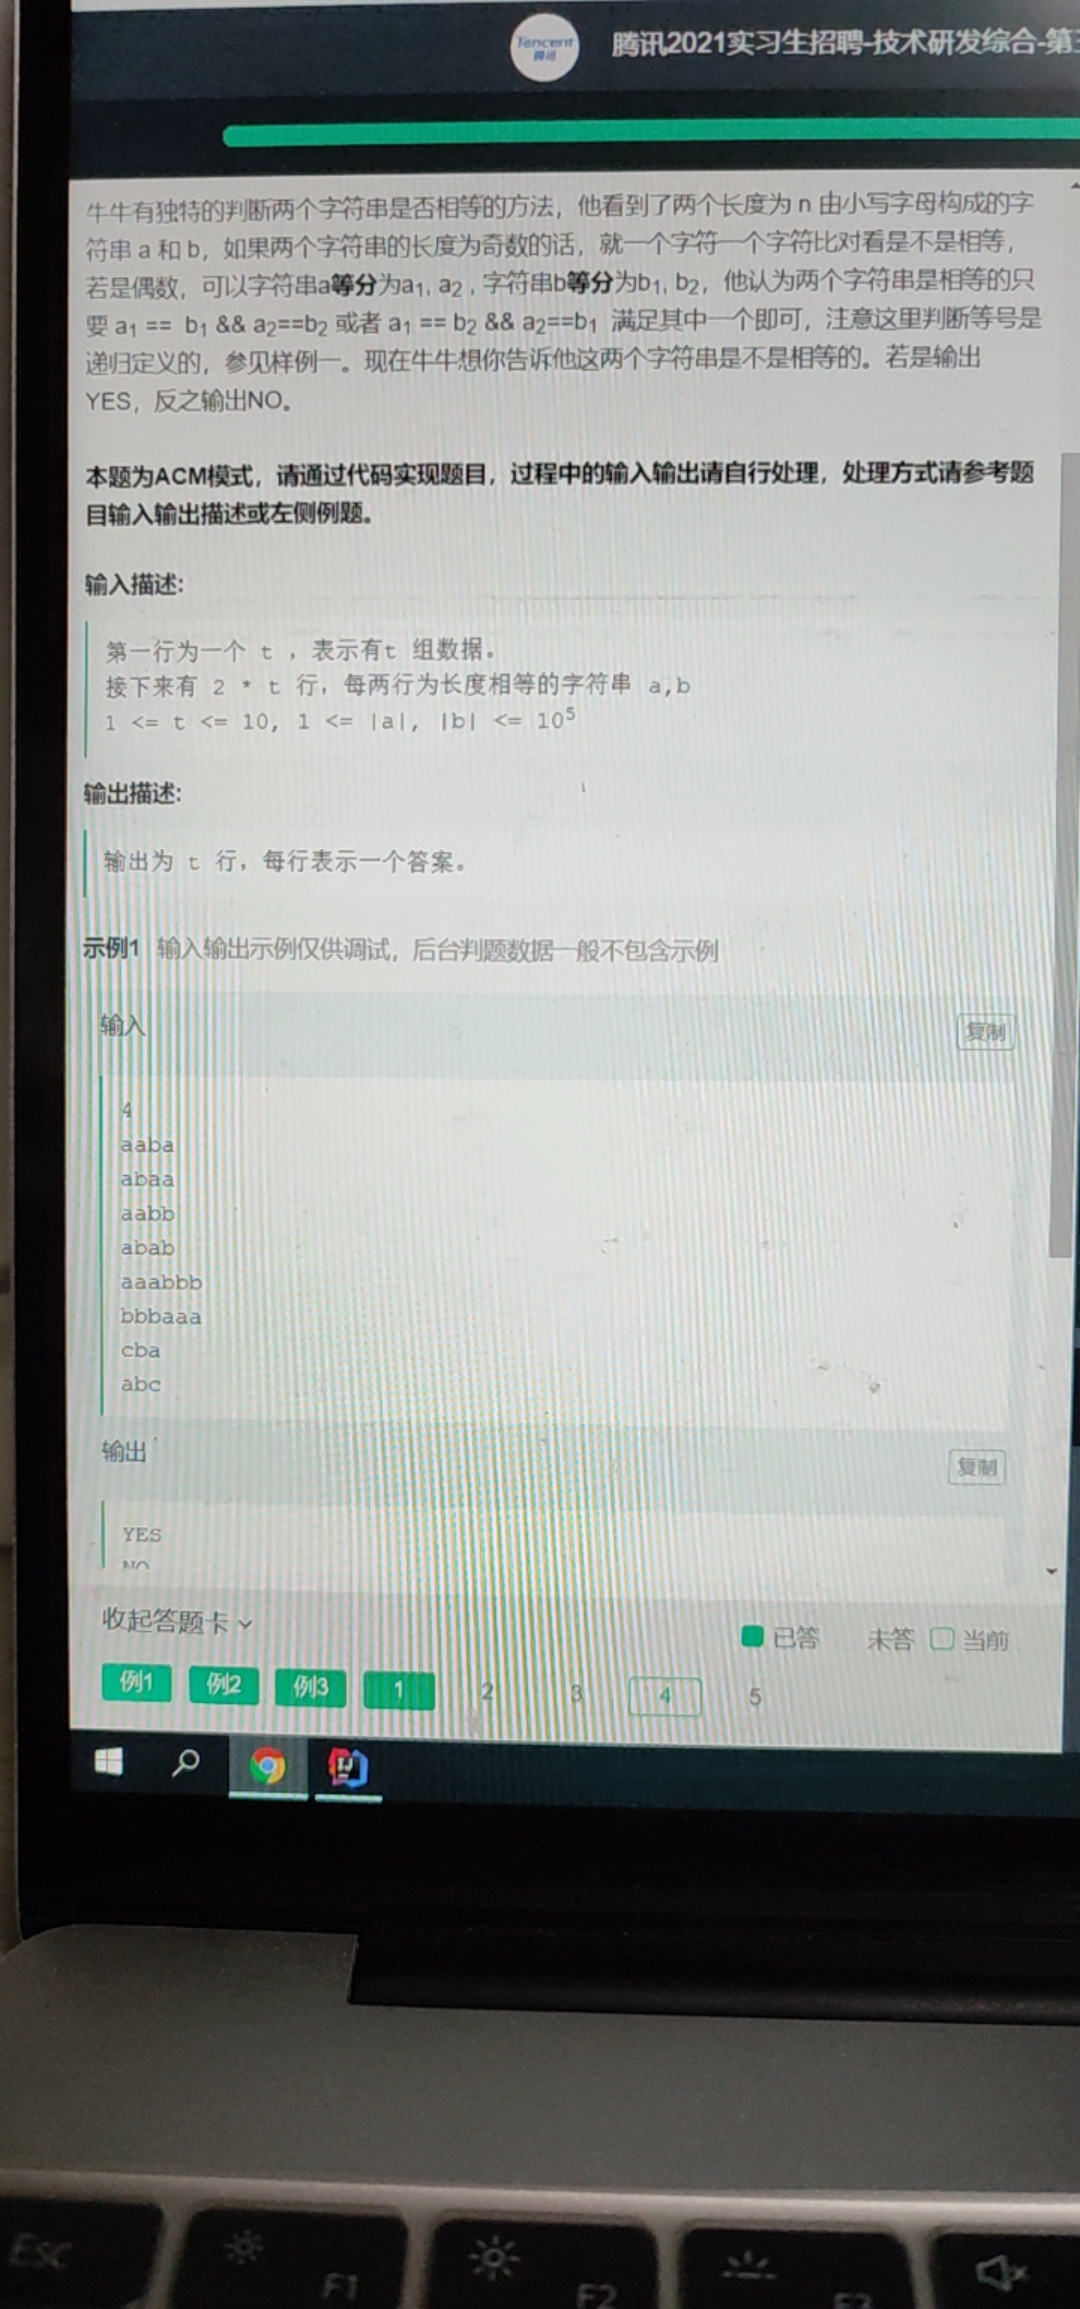 Tencent
腾讯
腾讯2021实习生招聘-技术研发综合-第
牛牛有独特的判断两个字符串是否相等的方法，他看到了两个长度为 n 由小写字母构成的字
符串 a 和 b，如果两个字符串的长度为奇数的话，就一个字符一个字符比对看是不是相等，
若是偶数，可以字符串a等分为a₁, a₂ , 字符串b等分为b₁, b₂，他认为两个字符串是相等的只
要 a₁ == b₁ && a₂==b₂ 或者 a₁ == b₂ && a₂==b₁ 满足其中一个即可，注意这里判断等号是
递归定义的，参见样例一。现在牛牛想你告诉他这两个字符串是不是相等的。若是输出
YES，反之输出NO。
本题为ACM模式，请通过代码实现题目，过程中的输入输出请自行处理，处理方式请参考题
目输入输出描述或左侧例题。
输入描述:
第一行为一个 t ，表示有t 组数据。
接下来有 2 * t 行，每两行为长度相等的字符串 a,b
1 <= t <= 10, 1 <= |a|, |b| <= 10⁵
输出描述:
输出为 t 行，每行表示一个答案。
示例1 输入输出示例仅供调试，后台判题数据一般不包含示例
输入
复制
4
aaba
abaa
aabb
abab
aaabbb
bbbaaa
cba
abc
输出
复制
YES
NO
收起答题卡
已答 未答 当前
例1 例2 例3 1 2 3 4 5
Esc F1 F2 F3